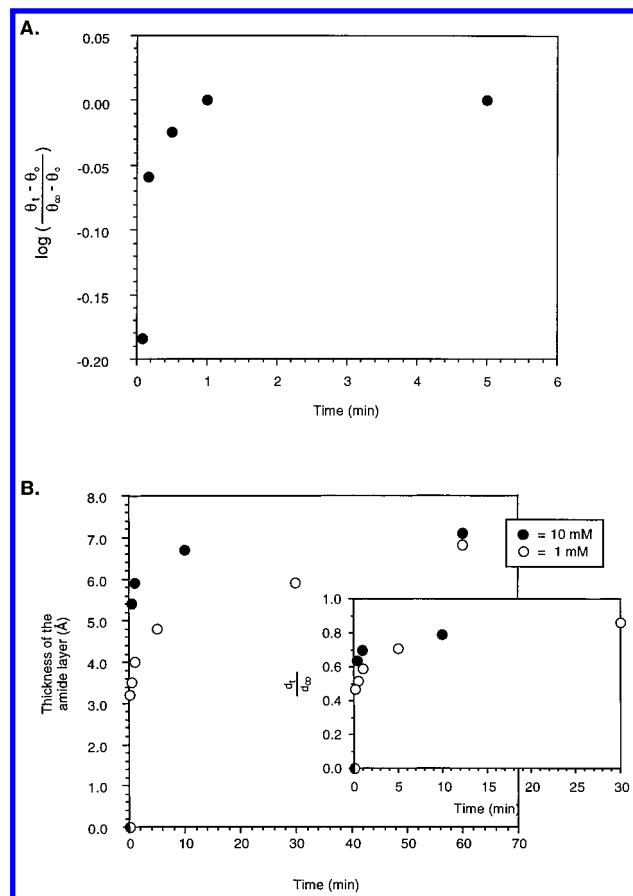 A.
0.05
0.00
-0.05
-0.10
-0.15
-0.20
log ( θt - θo / θ∞ - θo )
0 1 2 3 4 5 6
Time (min)
B.
8.0
7.0
6.0
5.0
4.0
3.0
2.0
1.0
0.0
Thickness of the
amide layer (Å)
● = 10 mM
○ = 1 mM
1.0
0.8
0.6
0.4
0.2
0.0
dt / d∞
0 5 10 15 20 25 30
Time (min)
0 10 20 30 40 50 60 70
Time (min)